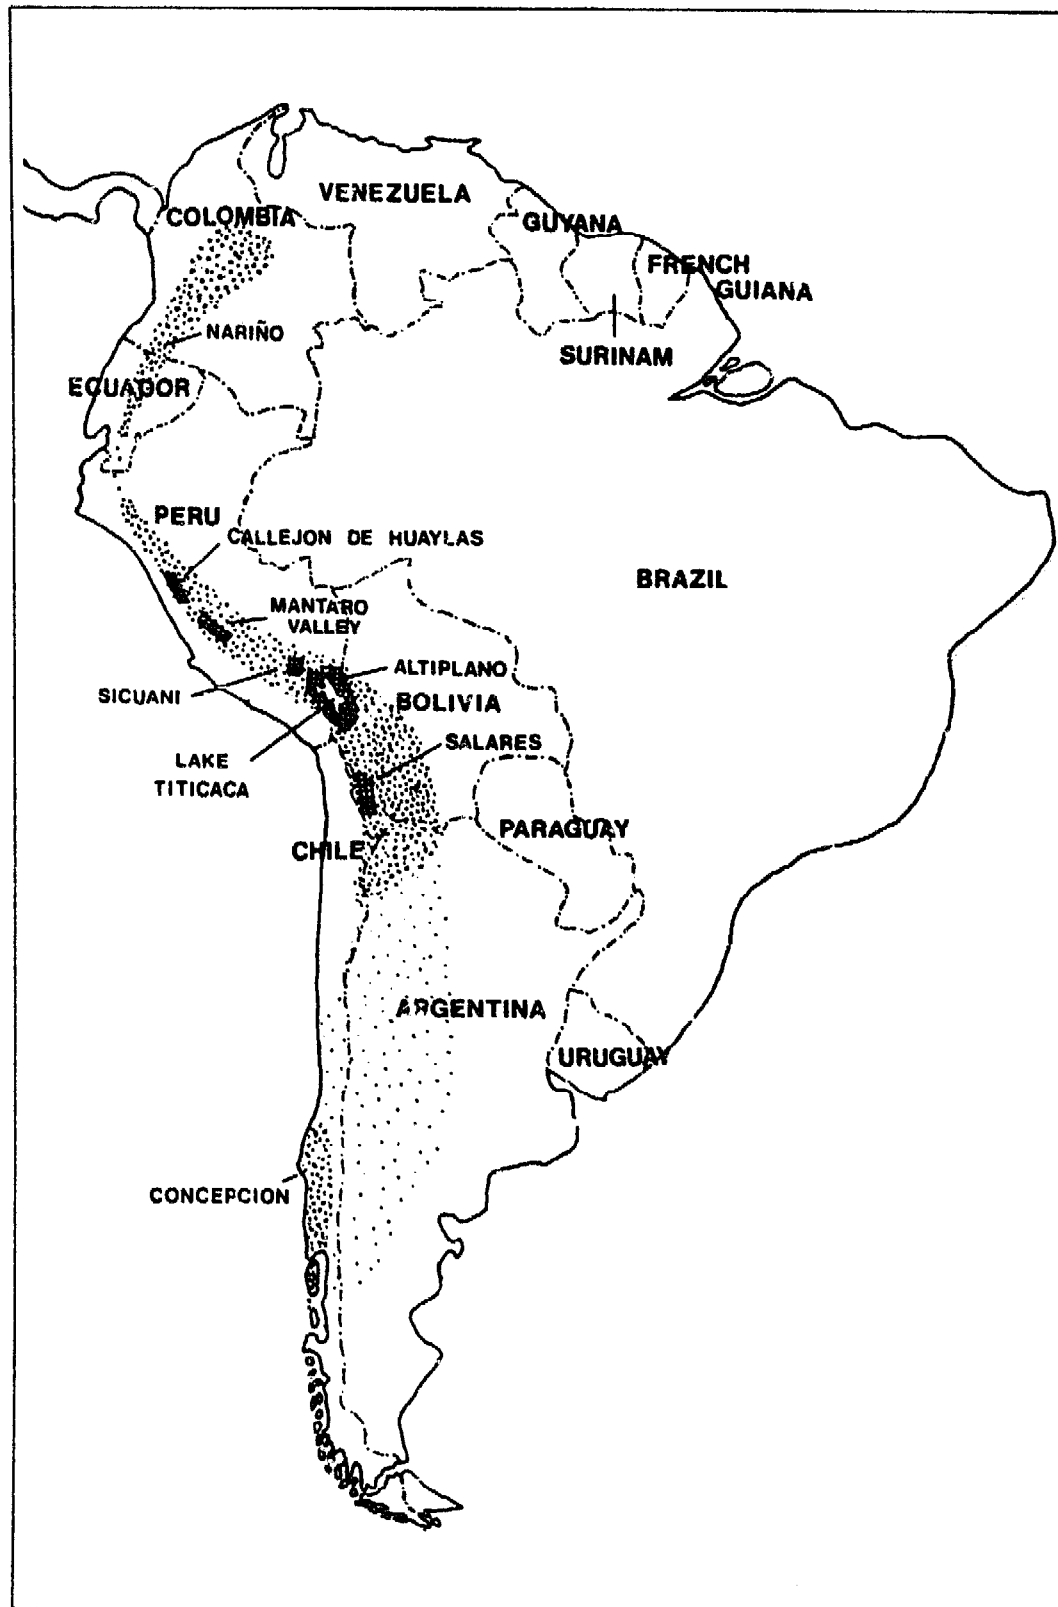 VENEZUELA
COLOMBIA
GUYANA
FRENCH
GUIANA
NARIÑO
SURINAM
ECUADOR
PERU
CALLEJON DE HUAYLAS
BRAZIL
MANTARO
VALLEY
ALTIPLANO
SICUANI
BOLIVIA
SALARES
LAKE
TITICACA
PARAGUAY
CHILE
ARGENTINA
URUGUAY
CONCEPCION